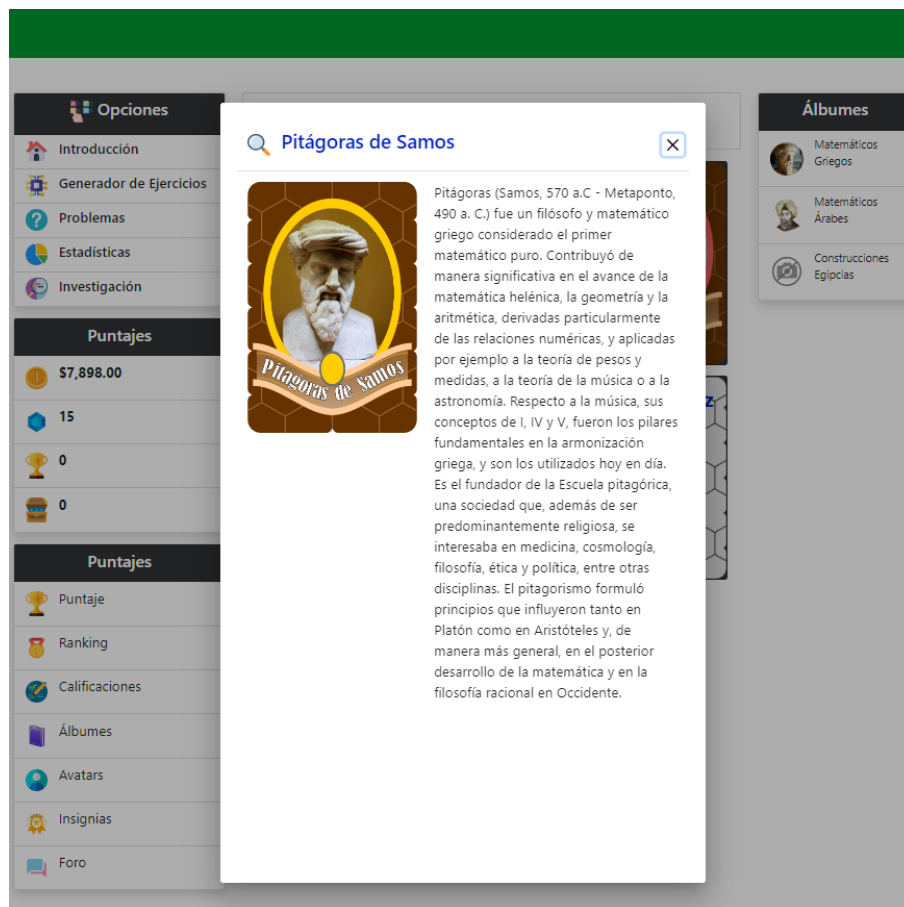 Opciones
Introducción
Generador de Ejercicios
Problemas
Estadísticas
Investigación
Puntajes
$7,898.00
15
0
0
Puntajes
Puntaje
Ranking
Calificaciones
Álbumes
Avatars
Insignias
Foro
Pitágoras de Samos
Pitágoras de Samos
Pitágoras (Samos, 570 a.C - Metaponto,
490 a. C.) fue un filósofo y matemático
griego considerado el primer
matemático puro. Contribuyó de
manera significativa en el avance de la
matemática helénica, la geometría y la
aritmética, derivadas particularmente
de las relaciones numéricas, y aplicadas
por ejemplo a la teoría de pesos y
medidas, a la teoría de la música o a la
astronomía. Respecto a la música, sus
conceptos de I, IV y V, fueron los pilares
fundamentales en la armonización
griega, y son los utilizados hoy en día.
Es el fundador de la Escuela pitagórica,
una sociedad que, además de ser
predominantemente religiosa, se
interesaba en medicina, cosmología,
filosofía, ética y política, entre otras
disciplinas. El pitagorismo formuló
principios que influyeron tanto en
Platón como en Aristóteles y, de
manera más general, en el posterior
desarrollo de la matemática y en la
filosofía racional en Occidente.
z
Álbumes
Matemáticos
Griegos
Matemáticos
Árabes
Construcciones
Egipcias